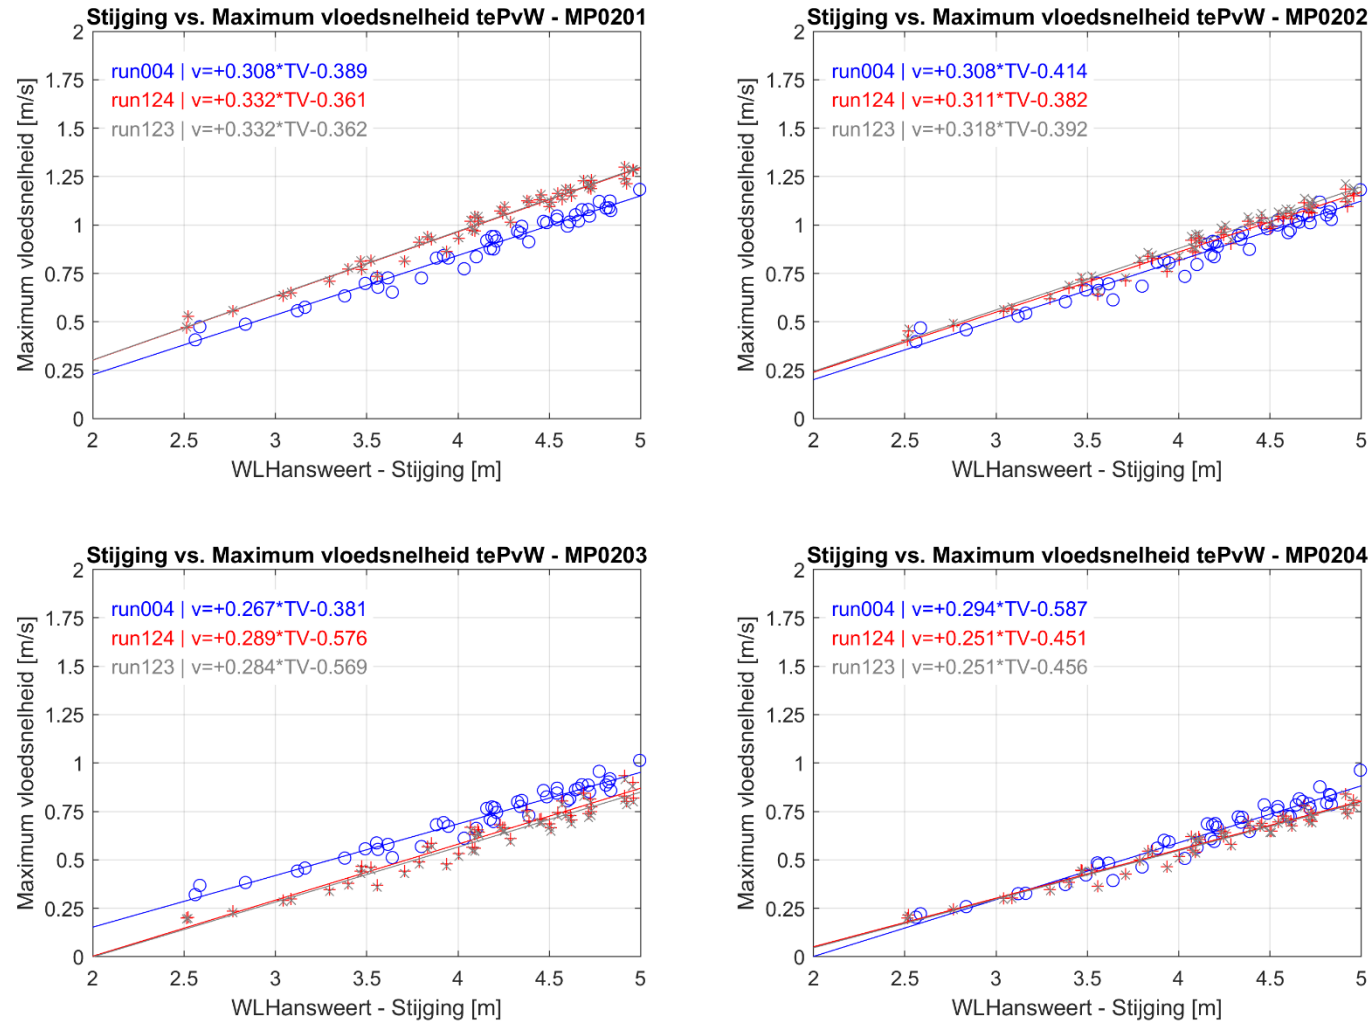 Stijging vs. Maximum vloedsnelheid tePvW - MP0201
2
1.75
1.5
1.25
1
0.75
0.5
0.25
0
Maximum vloedsnelheid [m/s]
run004 | v=+0.308*TV-0.389
run124 | v=+0.332*TV-0.361
run123 | v=+0.332*TV-0.362
2 2.5 3 3.5 4 4.5 5
WLHansweert - Stijging [m]
Stijging vs. Maximum vloedsnelheid tePvW - MP0202
2
1.75
1.5
1.25
1
0.75
0.5
0.25
0
Maximum vloedsnelheid [m/s]
run004 | v=+0.308*TV-0.414
run124 | v=+0.311*TV-0.382
run123 | v=+0.318*TV-0.392
2 2.5 3 3.5 4 4.5 5
WLHansweert - Stijging [m]
Stijging vs. Maximum vloedsnelheid tePvW - MP0203
2
1.75
1.5
1.25
1
0.75
0.5
0.25
0
Maximum vloedsnelheid [m/s]
run004 | v=+0.267*TV-0.381
run124 | v=+0.289*TV-0.576
run123 | v=+0.284*TV-0.569
2 2.5 3 3.5 4 4.5 5
WLHansweert - Stijging [m]
Stijging vs. Maximum vloedsnelheid tePvW - MP0204
2
1.75
1.5
1.25
1
0.75
0.5
0.25
0
Maximum vloedsnelheid [m/s]
run004 | v=+0.294*TV-0.587
run124 | v=+0.251*TV-0.451
run123 | v=+0.251*TV-0.456
2 2.5 3 3.5 4 4.5 5
WLHansweert - Stijging [m]